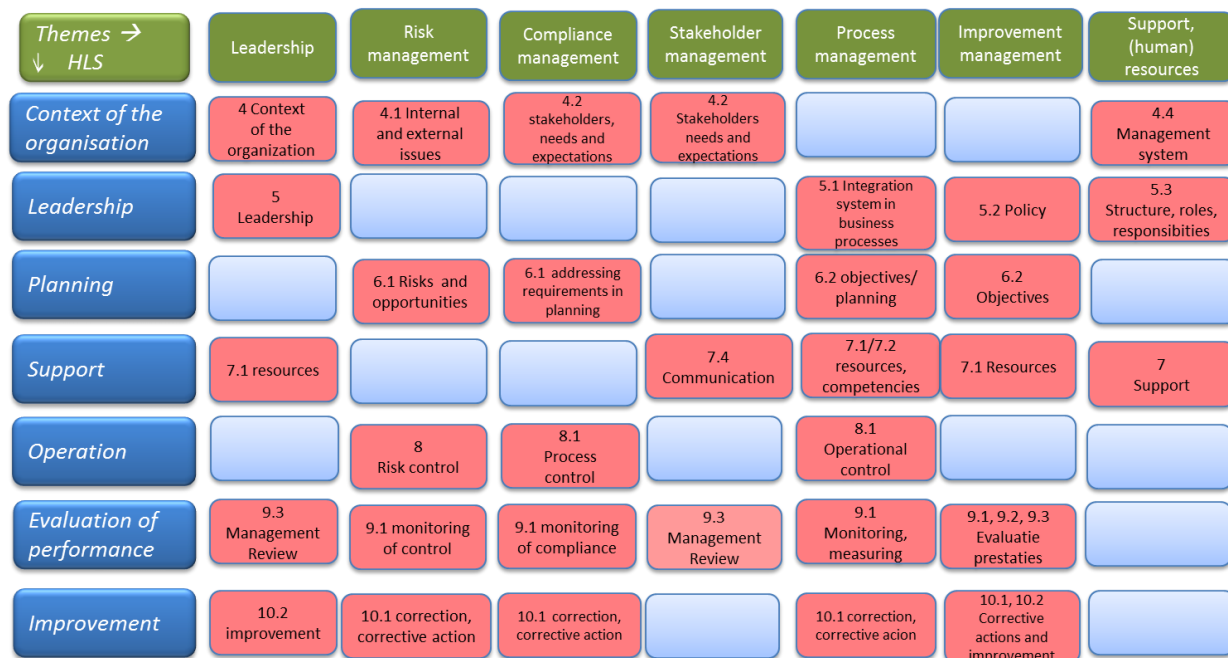 Themes →
↓ HLS
Leadership
Risk
management
Compliance
management
Stakeholder
management
Process
management
Improvement
management
Support,
(human)
resources
Context of the
organisation
4 Context
of the
organization
4.1 Internal
and external
issues
4.2
stakeholders,
needs and
expectations
4.2
Stakeholders
needs and
expectations
4.4
Management
system
Leadership
5
Leadership
5.1 Integration
system in
business
processes
5.2 Policy
5.3
Structure, roles,
responsibities
Planning
6.1 Risks and
opportunities
6.1 addressing
requirements in
planning
6.2 objectives/
planning
6.2
Objectives
Support
7.1 resources
7.4
Communication
7.1/7.2
resources,
competencies
7.1 Resources
7
Support
Operation
8
Risk control
8.1
Process
control
8.1
Operational
control
Evaluation of
performance
9.3
Management
Review
9.1 monitoring
of control
9.1 monitoring
of compliance
9.3
Management
Review
9.1
Monitoring,
measuring
9.1, 9.2, 9.3
Evaluatie
prestaties
Improvement
10.2
improvement
10.1 correction,
corrective action
10.1 correction,
corrective action
10.1 correction,
corrective acion
10.1, 10.2
Corrective
actions and
improvement